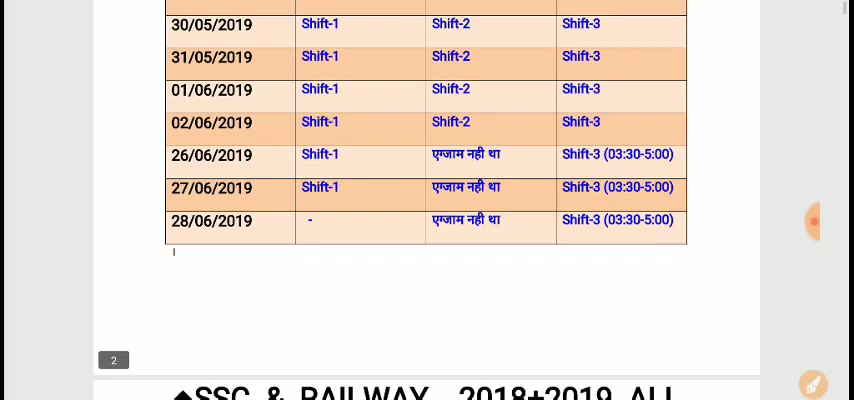 30/05/2019 Shift-1 Shift-2 Shift-3
31/05/2019 Shift-1 Shift-2 Shift-3
01/06/2019 Shift-1 Shift-2 Shift-3
02/06/2019 Shift-1 Shift-2 Shift-3
26/06/2019 Shift-1 एग्जाम नही था Shift-3 (03:30-5:00)
27/06/2019 Shift-1 एग्जाम नही था Shift-3 (03:30-5:00)
28/06/2019 - एग्जाम नही था Shift-3 (03:30-5:00)
2
◆SSC & RAILWAY 2018+2019 ALL